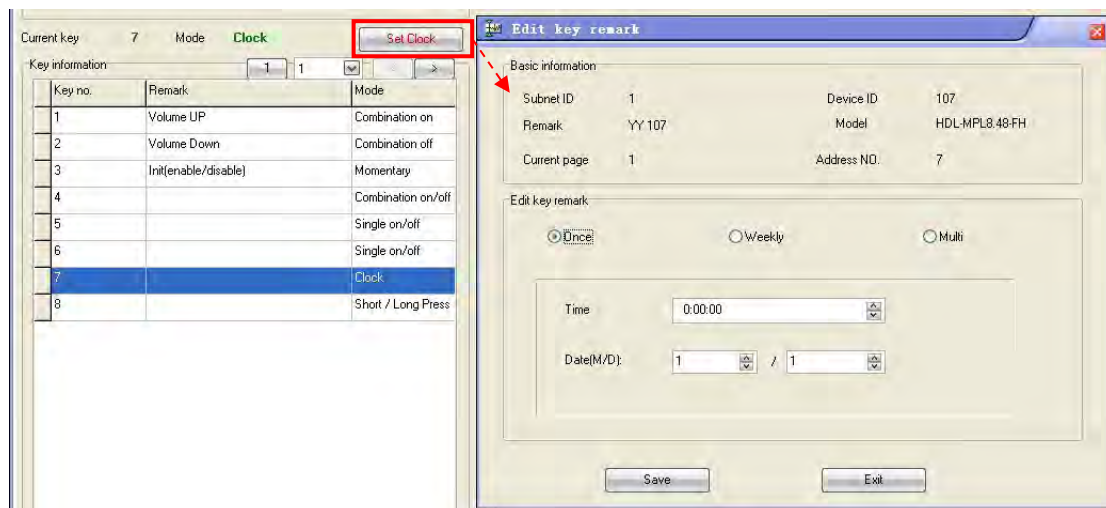 Current key 7 Mode Clock Set Clock
Key information 1 1 >
Key no. Remark Mode
1 Volume UP Combination on
2 Volume Down Combination off
3 Init(enable/disable) Momentary
4 Combination on/off
5 Single on/off
6 Single on/off
7 Clock
8 Short / Long Press
Edit key remark
Basic information
Subnet ID 1 Device ID 107
Remark YY 107 Model HDL-MPL8.48-FH
Current page 1 Address NO. 7
Edit key remark
Once Weekly Multi
Time 0:00:00
Date(M/D): 1 / 1
Save Exit